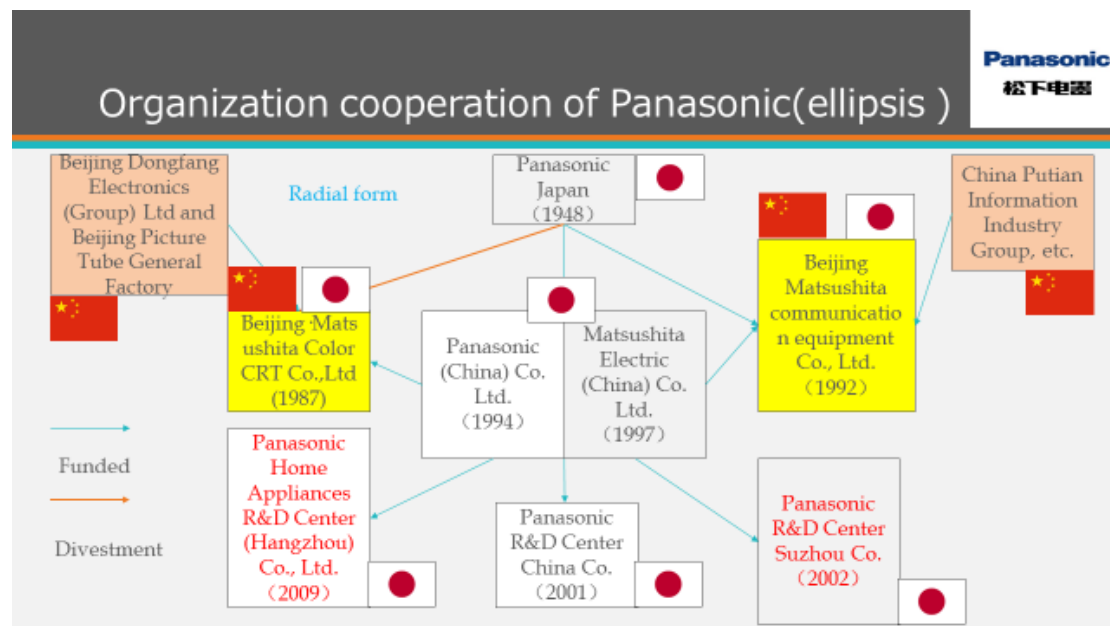 Panasonic
松下电器
Organization cooperation of Panasonic(ellipsis )
Beijing Dongfang
Electronics
(Group) Ltd and
Beijing Picture
Tube General
Factory
Radial form
Panasonic
Japan
（1948）
China Putian
Information
Industry
Group, etc.
Beijing ·Mats
ushita Color
CRT Co.,Ltd
(1987)
Panasonic
(China) Co.
Ltd.
（1994）
Matsushita
Electric
(China) Co.
Ltd.
（1997）
Beijing
Matsushita
communicatio
n equipment
Co., Ltd.
（1992）
Funded
Divestment
Panasonic
Home
Appliances
R&D Center
(Hangzhou)
Co., Ltd.
（2009）
Panasonic
R&D Center
China Co.
（2001）
Panasonic
R&D Center
Suzhou Co.
（2002）